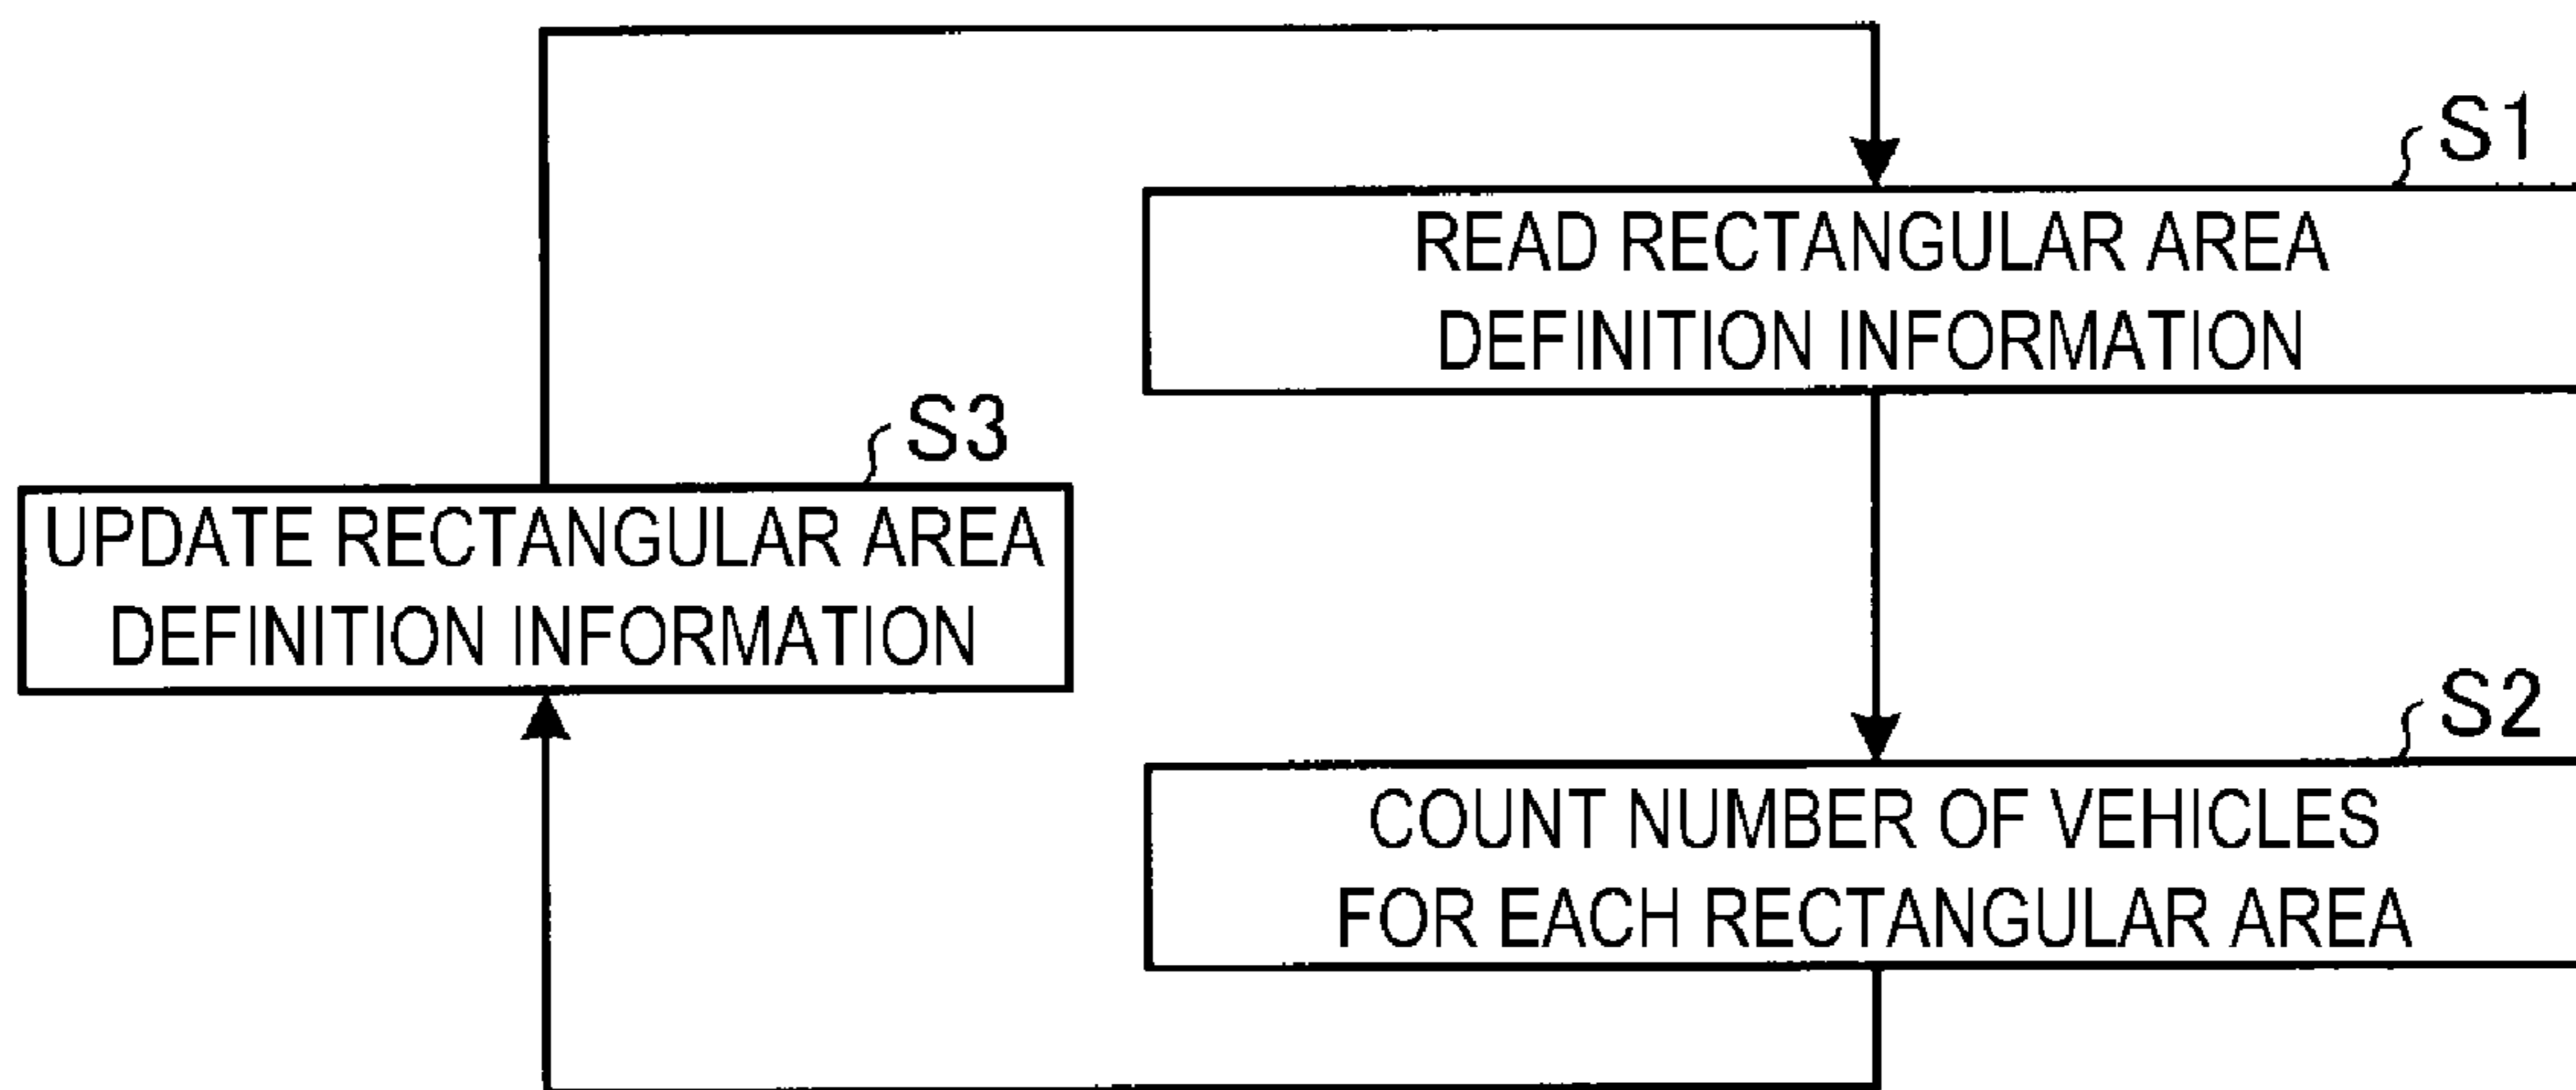 S1
READ RECTANGULAR AREA
DEFINITION INFORMATION
S3
UPDATE RECTANGULAR AREA
DEFINITION INFORMATION
S2
COUNT NUMBER OF VEHICLES
FOR EACH RECTANGULAR AREA